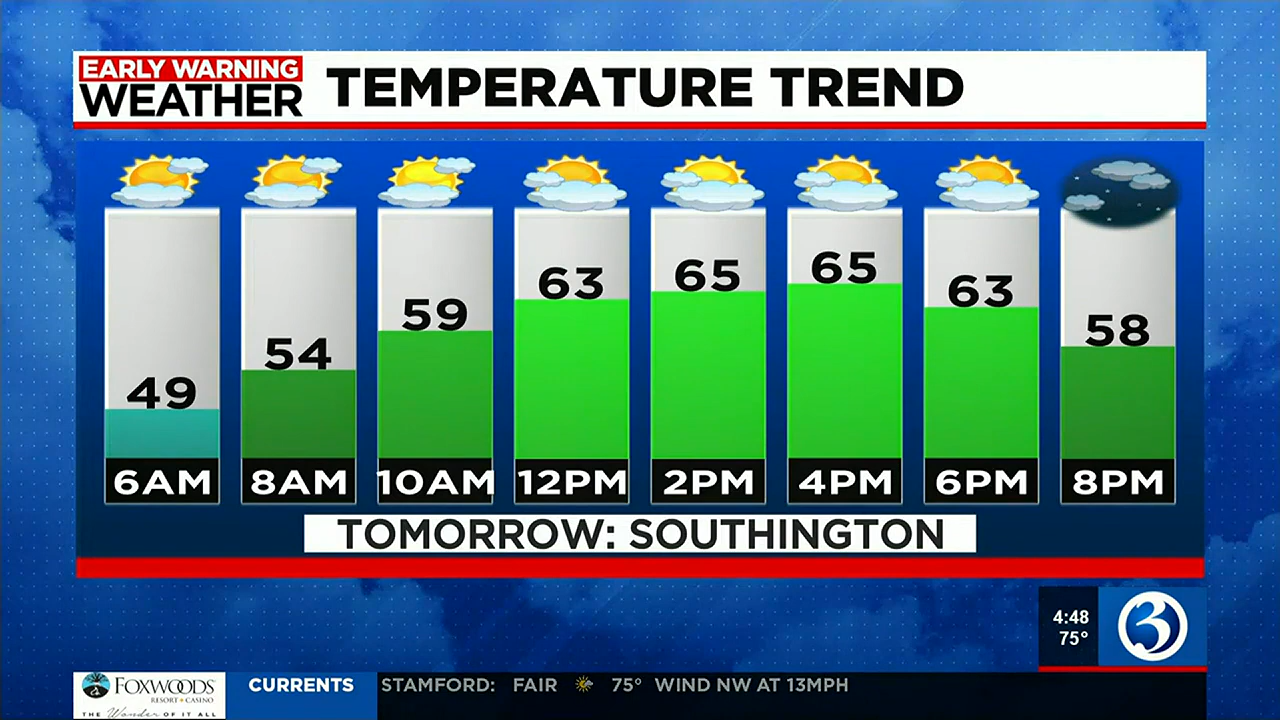 EARLY WARNING
WEATHER
TEMPERATURE TREND
49
54
59
63
65
65
63
58
6AM
8AM
10AM
12PM
2PM
4PM
6PM
8PM
TOMORROW: SOUTHINGTON
4:48
75°
3
FOXWOODS
RESORT CASINO
THE Wonder OF IT ALL
CURRENTS
STAMFORD: FAIR 75° WIND NW AT 13MPH